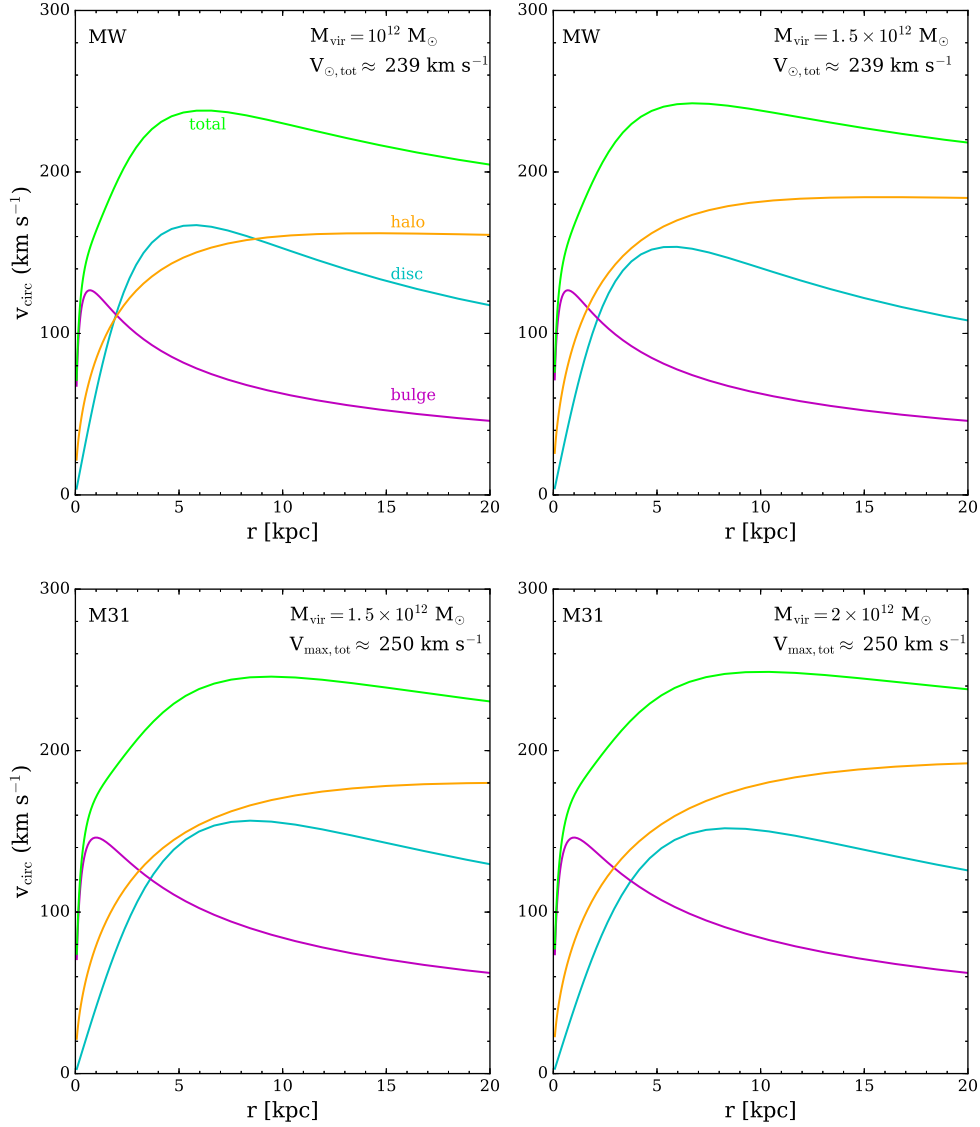 MW
M_vir = 10^12 M_⊙
V_⊙,tot ≈ 239 km s^−1
total
halo
disc
bulge
300
200
100
0
v_circ (km s^−1)
0 5 10 15 20
r [kpc]
MW
M_vir = 1.5 × 10^12 M_⊙
V_⊙,tot ≈ 239 km s^−1
300
200
100
0
0 5 10 15 20
r [kpc]
M31
M_vir = 1.5 × 10^12 M_⊙
V_max,tot ≈ 250 km s^−1
300
200
100
0
v_circ (km s^−1)
0 5 10 15 20
r [kpc]
M31
M_vir = 2 × 10^12 M_⊙
V_max,tot ≈ 250 km s^−1
300
200
100
0
0 5 10 15 20
r [kpc]